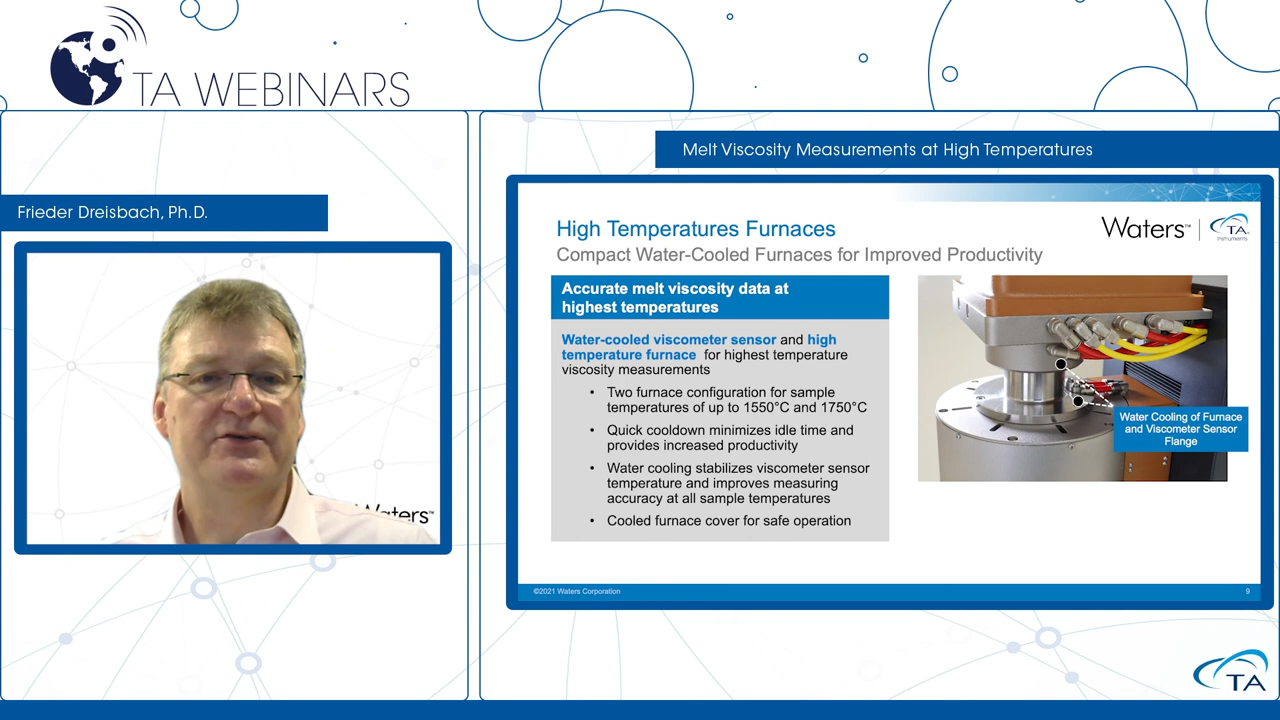 TA WEBINARS
Melt Viscosity Measurements at High Temperatures
Frieder Dreisbach, Ph.D.
Waters™
High Temperatures Furnaces
Compact Water-Cooled Furnaces for Improved Productivity
Waters™ | TA
Instruments
Accurate melt viscosity data at
highest temperatures
Water-cooled viscometer sensor and high
temperature furnace for highest temperature
viscosity measurements
• Two furnace configuration for sample
temperatures of up to 1550°C and 1750°C
• Quick cooldown minimizes idle time and
provides increased productivity
• Water cooling stabilizes viscometer sensor
temperature and improves measuring
accuracy at all sample temperatures
• Cooled furnace cover for safe operation
Water Cooling of Furnace
and Viscometer Sensor
Flange
©2021 Waters Corporation
9
TA